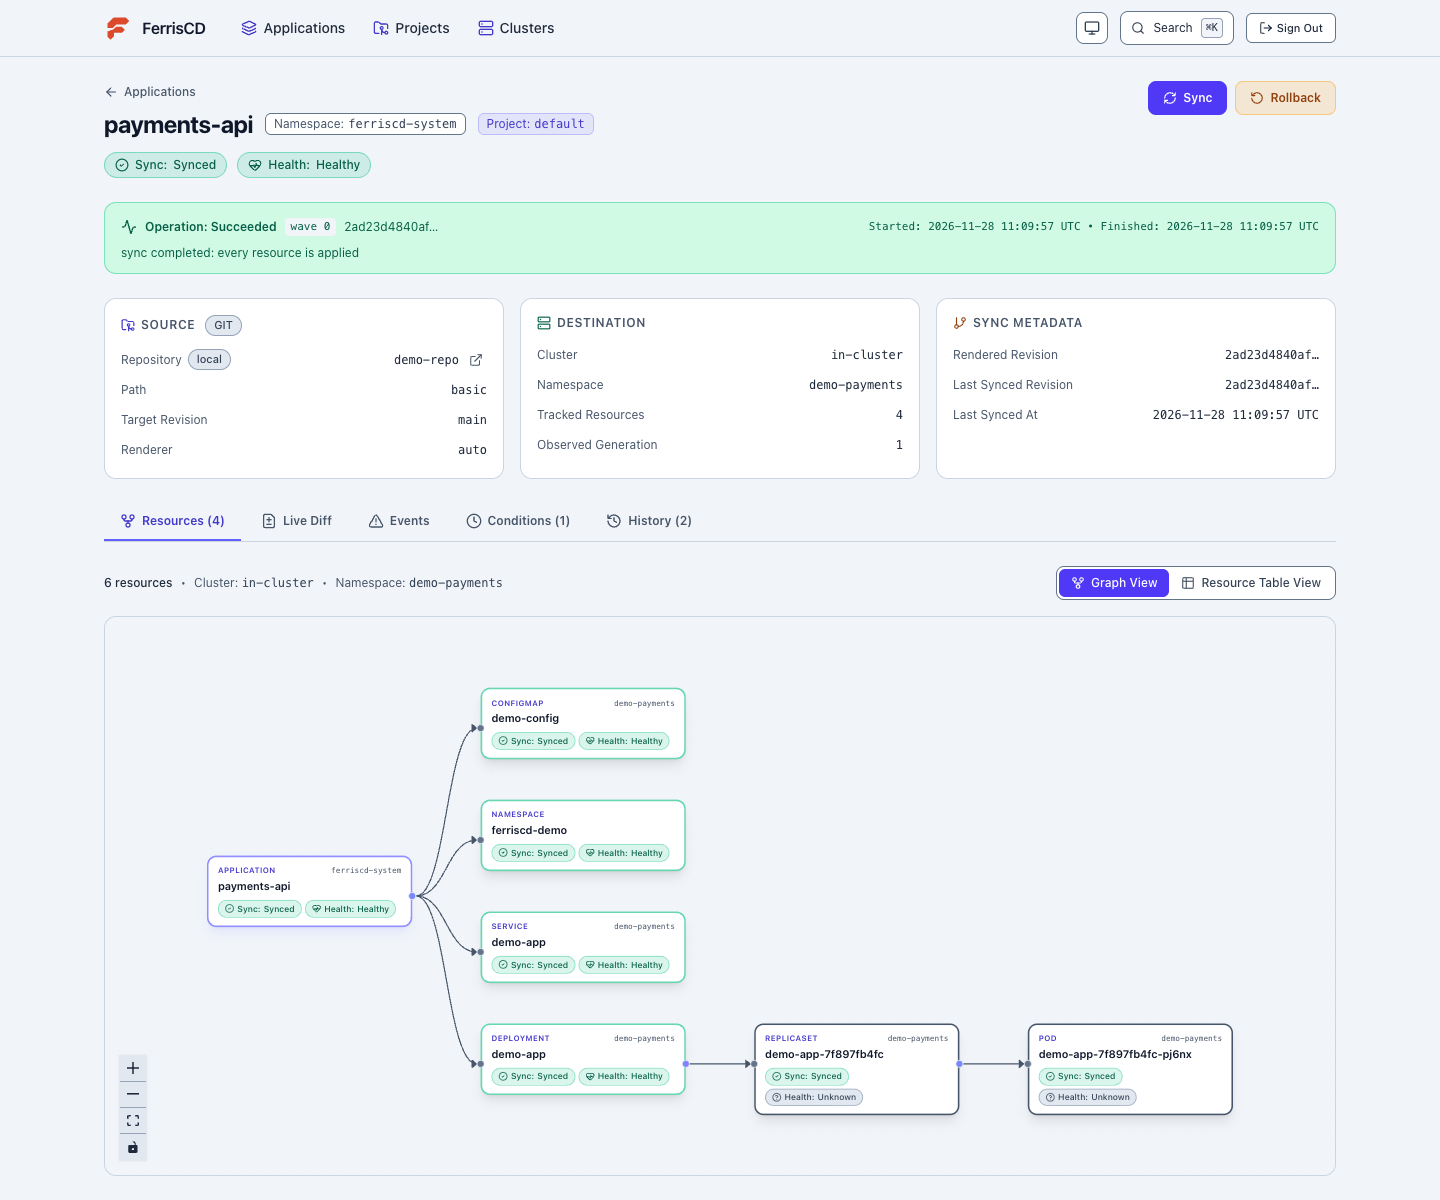 FerrisCD
Applications
Projects
Clusters
Search ⌘K
Sign Out
Applications
Sync
Rollback
payments-api
Namespace: ferriscd-system
Project: default
Sync: Synced
Health: Healthy
Operation: Succeeded wave 0 2ad23d4840af…
Started: 2026-11-28 11:09:57 UTC • Finished: 2026-11-28 11:09:57 UTC
sync completed: every resource is applied
SOURCE GIT
Repository local demo-repo
Path basic
Target Revision main
Renderer auto
DESTINATION
Cluster in-cluster
Namespace demo-payments
Tracked Resources 4
Observed Generation 1
SYNC METADATA
Rendered Revision 2ad23d4840af…
Last Synced Revision 2ad23d4840af…
Last Synced At 2026-11-28 11:09:57 UTC
Resources (4)
Live Diff
Events
Conditions (1)
History (2)
6 resources • Cluster: in-cluster • Namespace: demo-payments
Graph View
Resource Table View
CONFIGMAP demo-payments
demo-config
Sync: Synced Health: Healthy
NAMESPACE
ferriscd-demo
Sync: Synced Health: Healthy
APPLICATION ferriscd-system
payments-api
Sync: Synced Health: Healthy
SERVICE demo-payments
demo-app
Sync: Synced Health: Healthy
DEPLOYMENT demo-payments
demo-app
Sync: Synced Health: Healthy
REPLICASET demo-payments
demo-app-7f897fb4fc
Sync: Synced
Health: Unknown
POD demo-payments
demo-app-7f897fb4fc-pj6nx
Sync: Synced
Health: Unknown